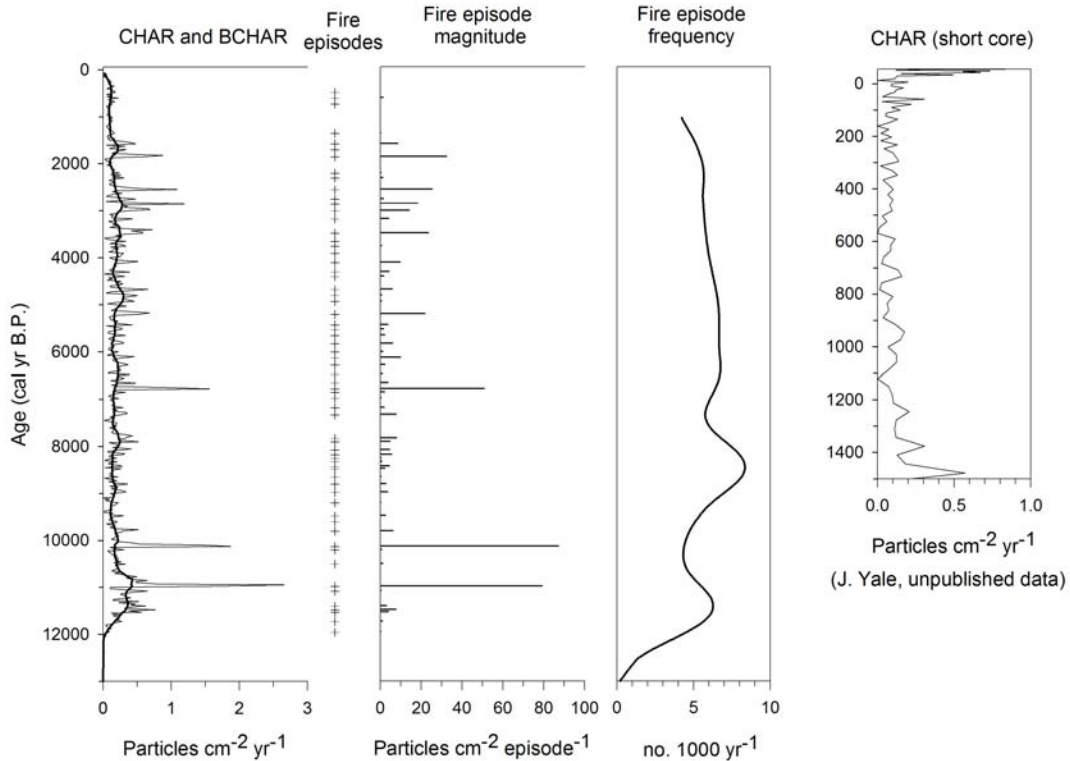 CHAR and BCHAR
Fire
episodes
Fire episode
magnitude
Fire episode
frequency
CHAR (short core)
Age (cal yr B.P.)
0
2000
4000
6000
8000
10000
12000
0 1 2 3
Particles cm⁻² yr⁻¹
0 20 40 60 80 100
Particles cm⁻² episode⁻¹
0 5 10
no. 1000 yr⁻¹
0
200
400
600
800
1000
1200
1400
0.0 0.5 1.0
Particles cm⁻² yr⁻¹
(J. Yale, unpublished data)